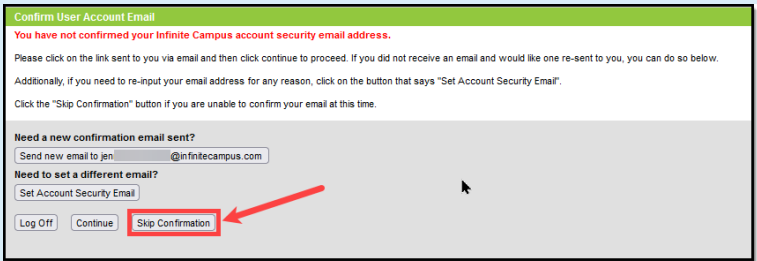 Confirm User Account Email
You have not confirmed your Infinite Campus account security email address.
Please click on the link sent to you via email and then click continue to proceed. If you did not receive an email and would like one re-sent to you, you can do so below.
Additionally, if you need to re-input your email address for any reason, click on the button that says "Set Account Security Email".
Click the "Skip Confirmation" button if you are unable to confirm your email at this time.
Need a new confirmation email sent?
Send new email to jen @infinitecampus.com
Need to set a different email?
Set Account Security Email
Log Off Continue Skip Confirmation